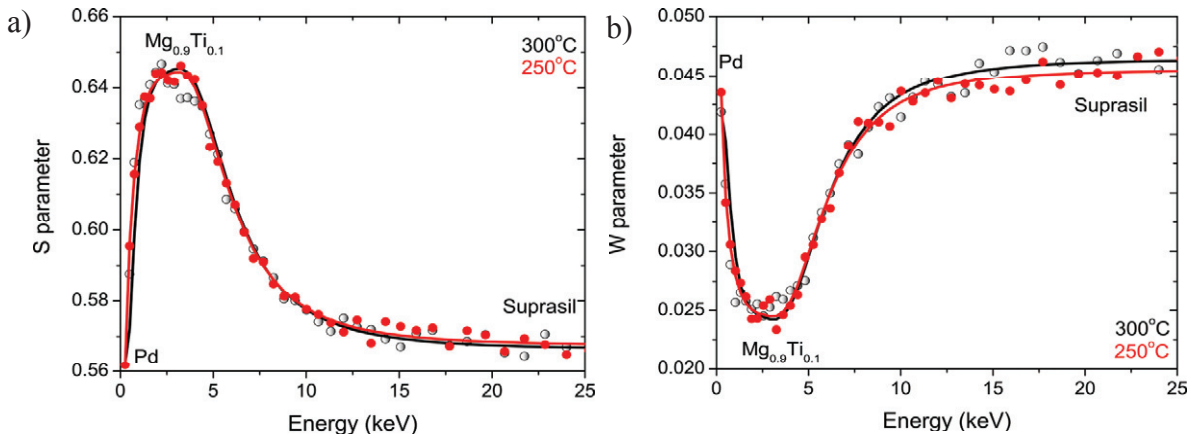 a)
Mg0.9Ti0.1
300°C
250°C
Pd
Suprasil
S parameter
0.64
0.62
0.60
0.58
0.56
0 5 10 15 20 25
Energy (keV)
b)
Pd
Mg0.9Ti0.1
Suprasil
300°C
250°C
W parameter
0.050
0.045
0.040
0.035
0.030
0.025
0.020
0 5 10 15 20 25
Energy (keV)